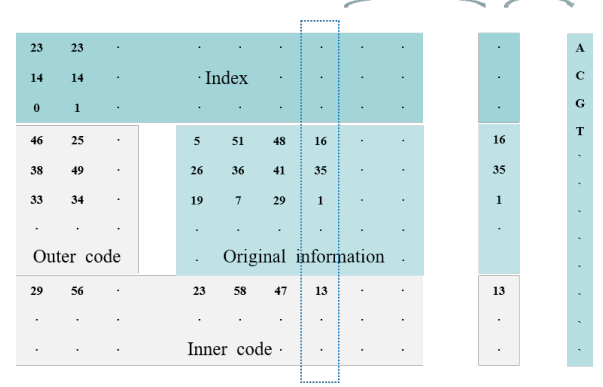 23 23 · · · · · · · · A
14 14 · · Index · · · · · C
0 1 · · · · · · · · · G
46 25 · 5 51 48 16 · · 16 T
38 49 · 26 36 41 35 · · 35 ·
33 34 · 19 7 29 1 · · 1 ·
· · · · · · · · · · ·
Outer code · Original information · ·
29 56 · 23 58 47 13 · · 13 ·
· · · · · · · · · · ·
· · · Inner code · · · · · ·